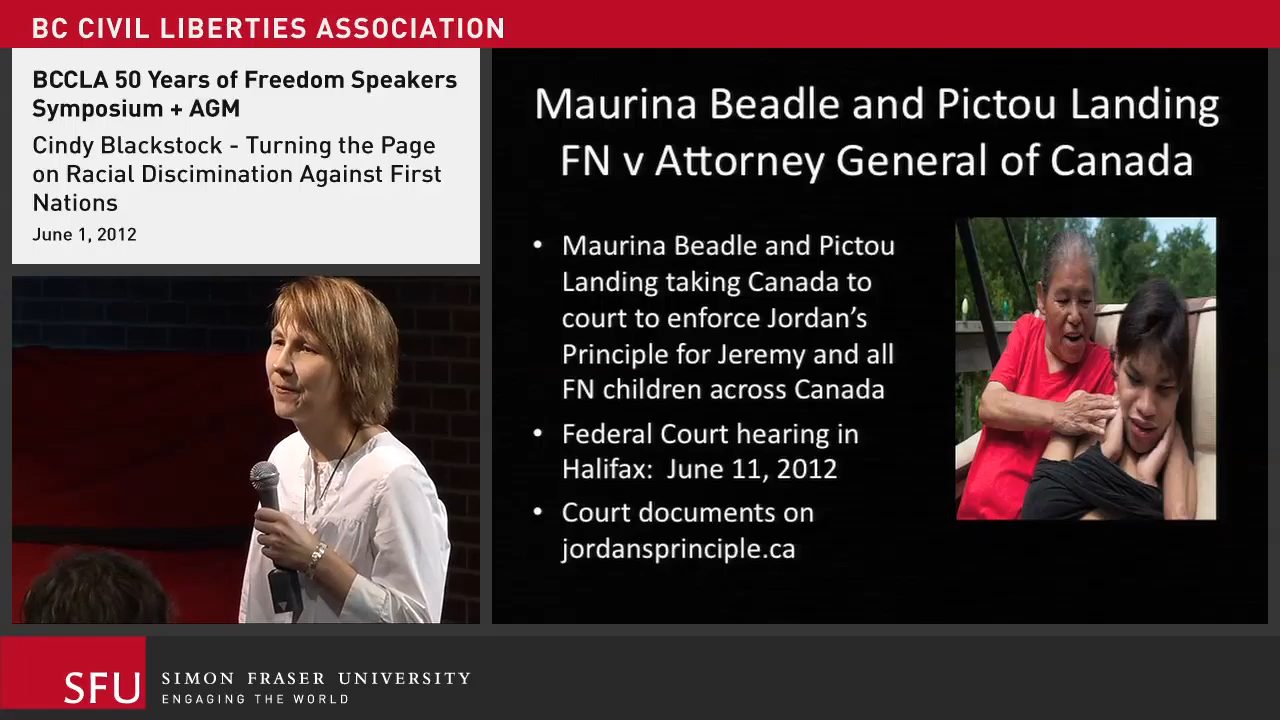 BC CIVIL LIBERTIES ASSOCIATION
BCCLA 50 Years of Freedom Speakers
Symposium + AGM
Cindy Blackstock - Turning the Page
on Racial Discrimination Against First
Nations
June 1, 2012
Maurina Beadle and Pictou Landing
FN v Attorney General of Canada
• Maurina Beadle and Pictou
Landing taking Canada to
court to enforce Jordan's
Principle for Jeremy and all
FN children across Canada
• Federal Court hearing in
Halifax: June 11, 2012
• Court documents on
jordansprinciple.ca
SFU
SIMON FRASER UNIVERSITY
ENGAGING THE WORLD